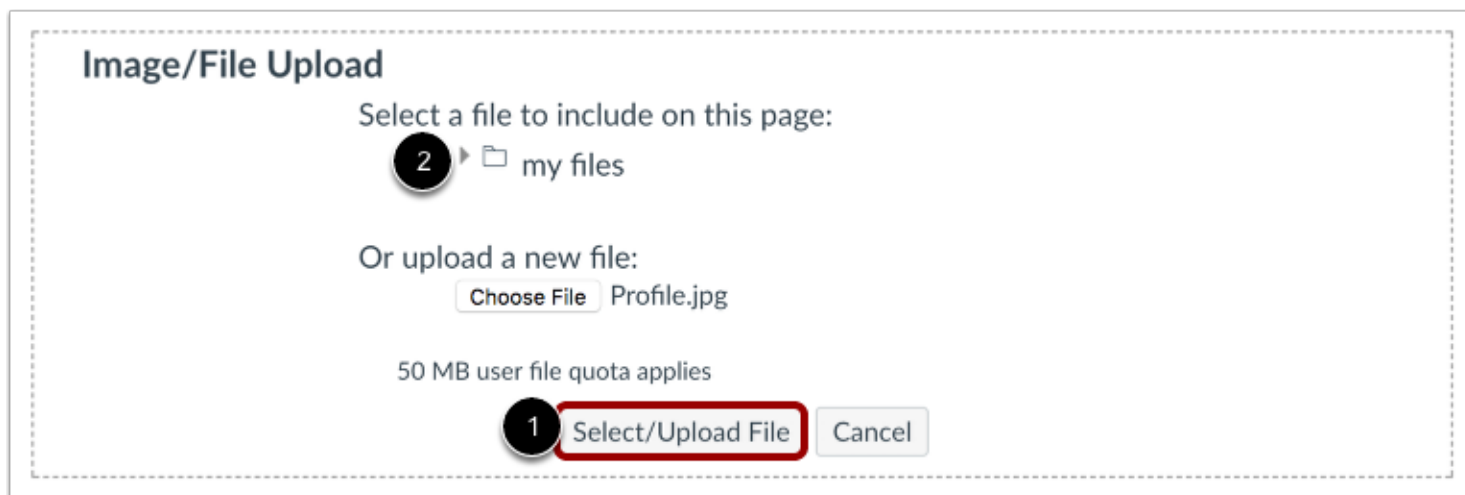 Image/File Upload
Select a file to include on this page:
2 my files
Or upload a new file:
Choose File Profile.jpg
50 MB user file quota applies
1 Select/Upload File Cancel